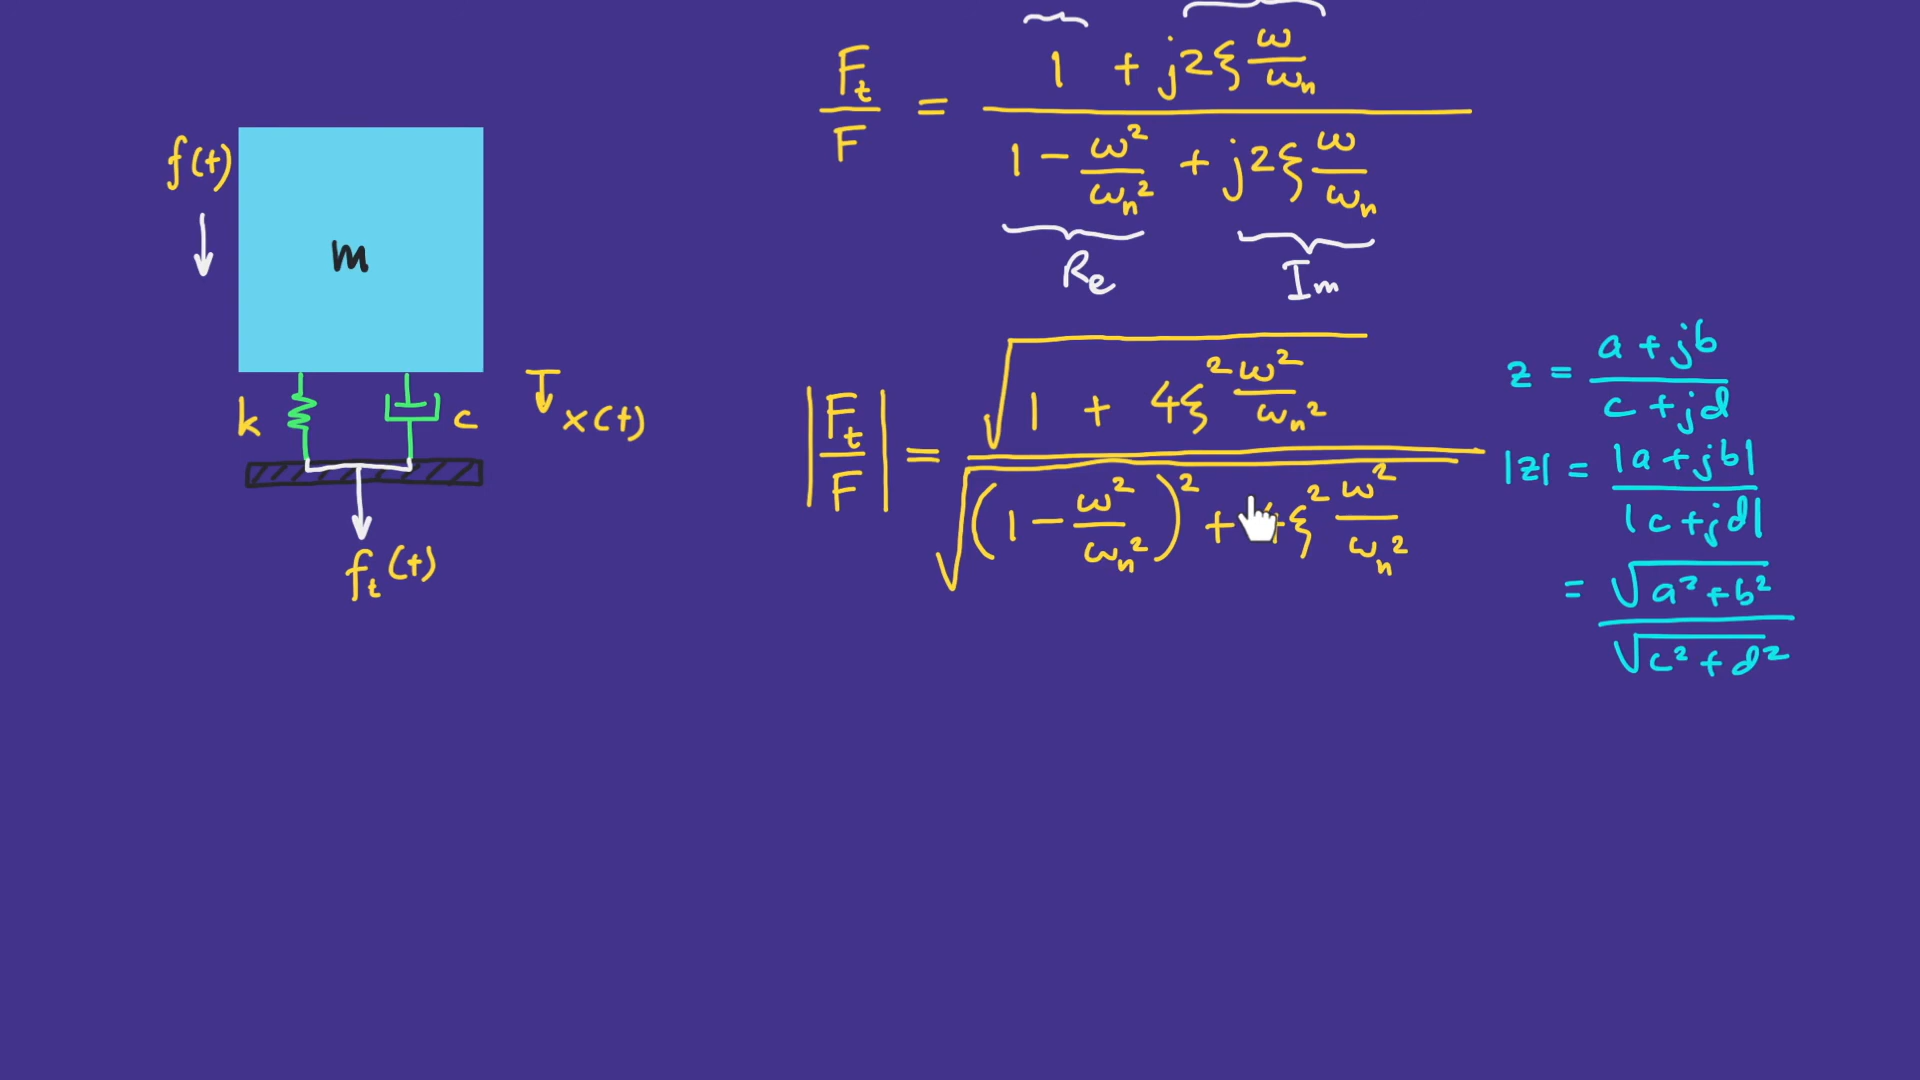 f(t)
m
k
c
x(t)
f_t(t)
F_t/F = (1 + j2ξ ω/ω_n) / (1 - ω²/ω_n² + j2ξ ω/ω_n)
Re
Im
|F_t/F| = √(1 + 4ξ² ω²/ω_n²) / √((1 - ω²/ω_n²)² + 4ξ² ω²/ω_n²)
z = (a + jb) / (c + jd)
|z| = |a + jb| / |c + jd|
= √(a² + b²) / √(c² + d²)